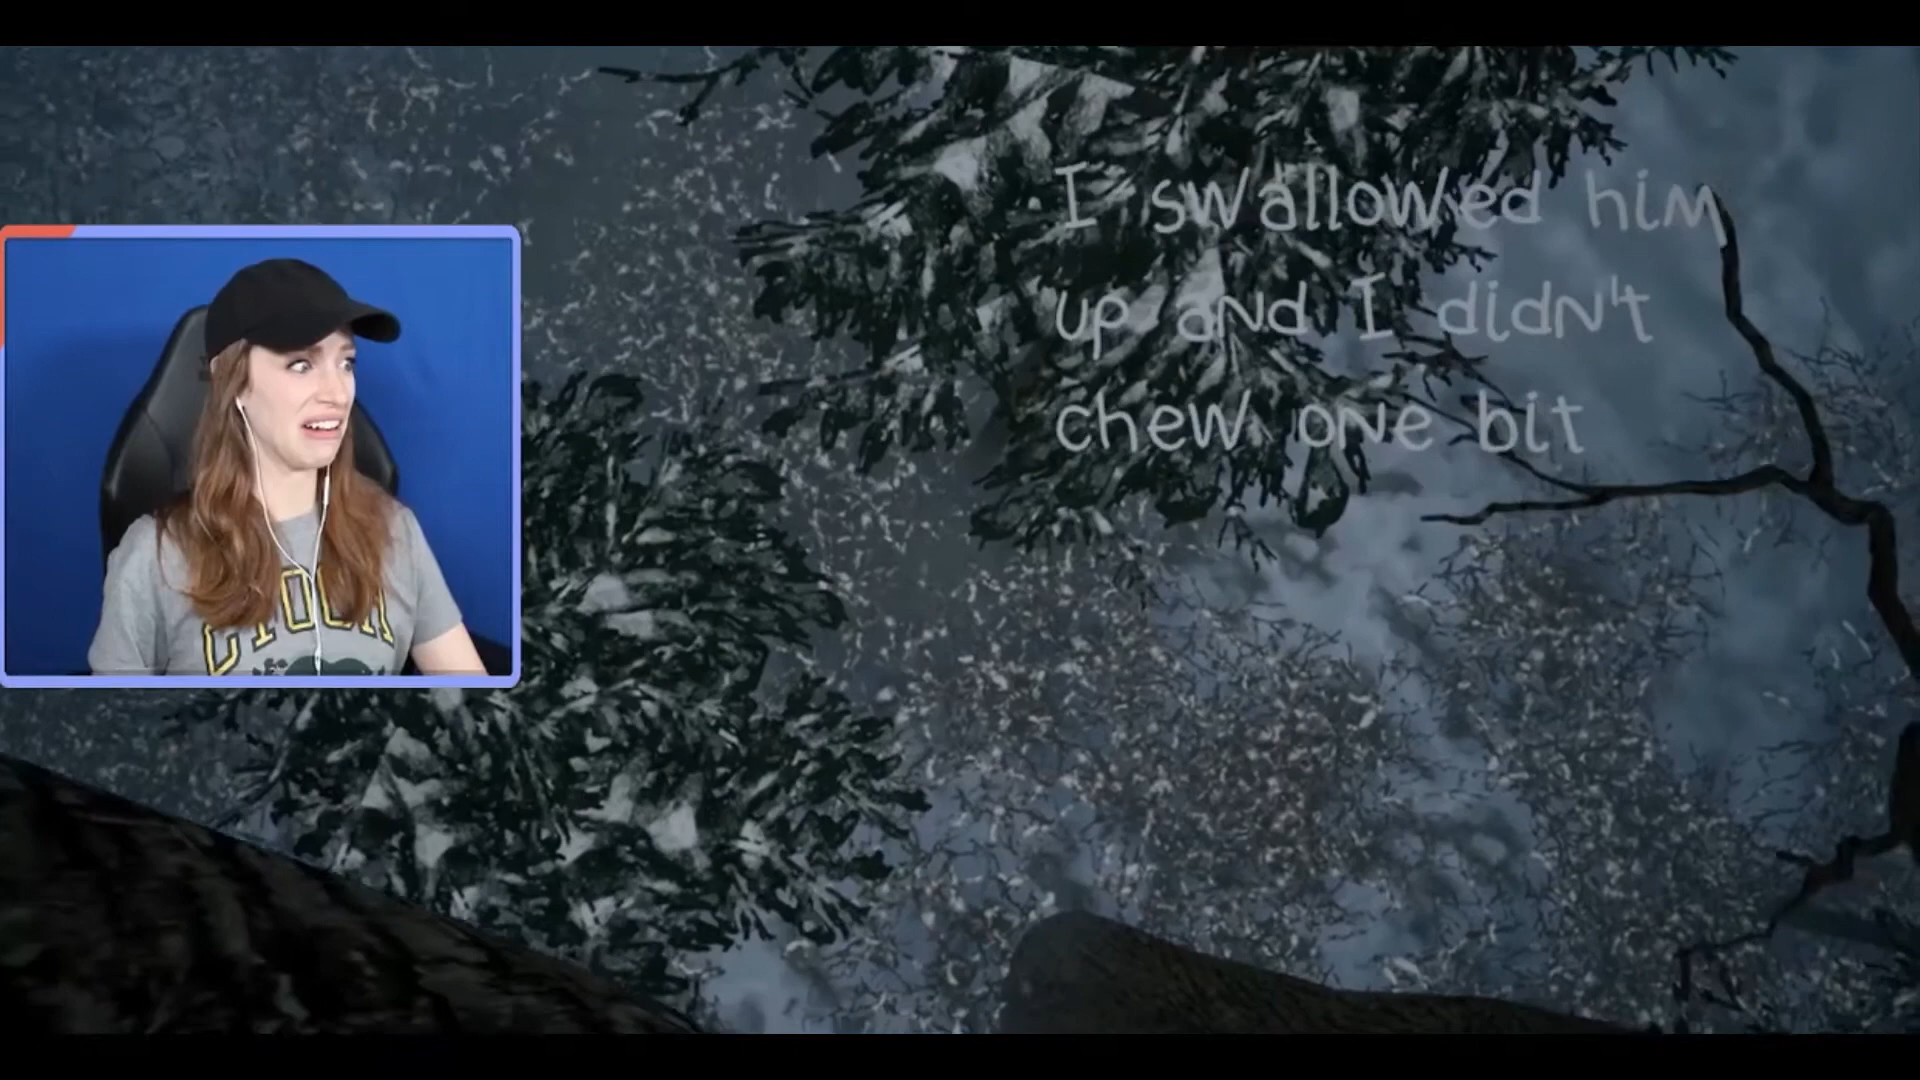 I swallowed him
up and I didn't
chew one bit